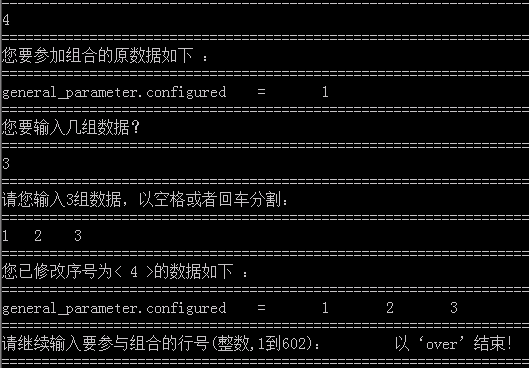 4
您要参加组合的原数据如下 :
general_parameter.configured = 1
您要输入几组数据?
3
请您输入3组数据, 以空格或者回车分割:
1 2 3
您已修改序号为< 4 >的数据如下 :
general_parameter.configured = 1 2 3
请继续输入要参与组合的行号(整数,1到602): 以‘over’结束!